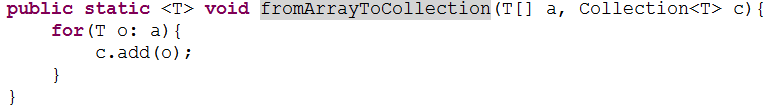 public static <T> void fromArrayToCollection(T[] a, Collection<T> c){
    for(T o: a){
        c.add(o);
    }
}